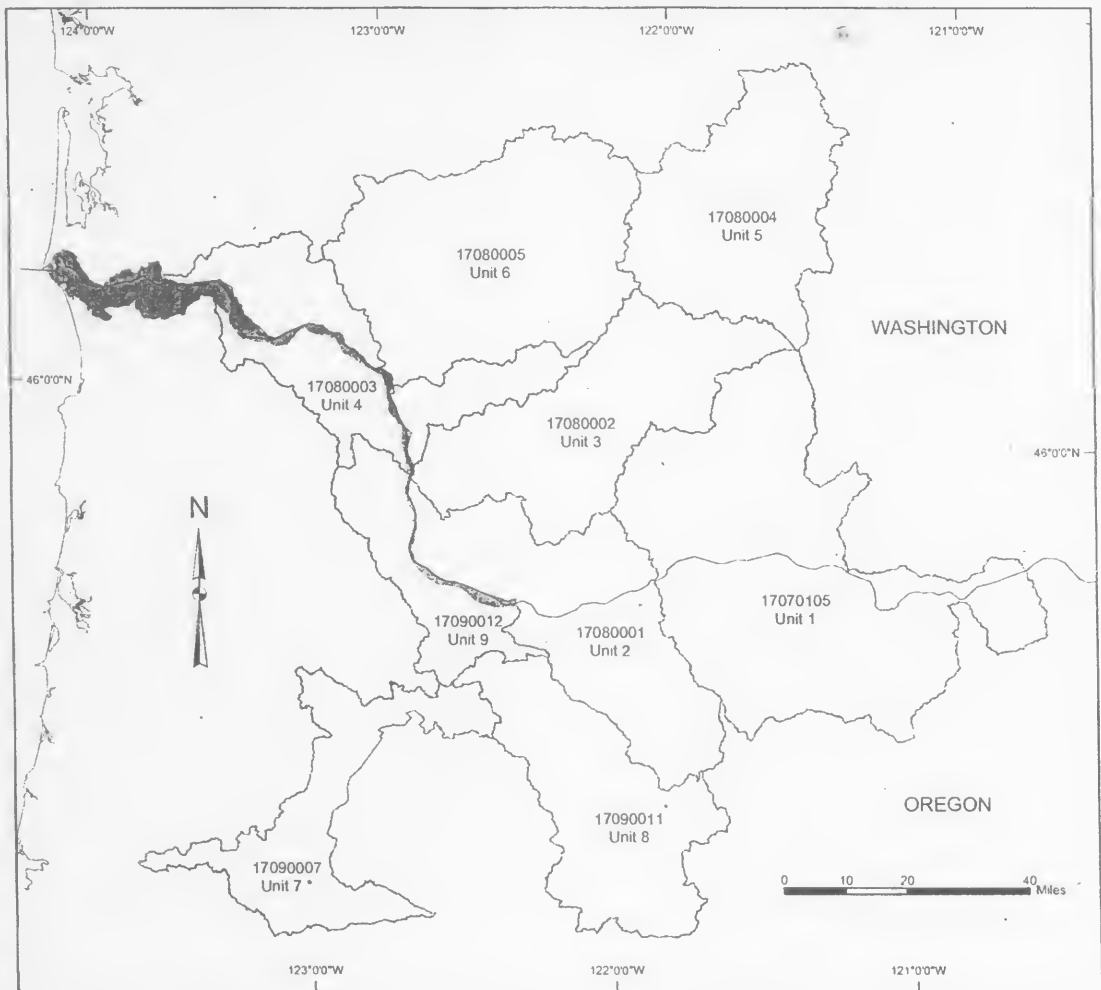 124°0'0"W
123°0'0"W
122°0'0"W
121°0'0"W
17080004
Unit 5
17080005
Unit 6
WASHINGTON
46°0'0"N
17080003
Unit 4
17080002
Unit 3
46°0'0"N
N
17070105
Unit 1
17090012
Unit 9
17080001
Unit 2
OREGON
17090011
Unit 8
17090007
Unit 7
0 10 20 40
Miles
123°0'0"W
122°0'0"W
121°0'0"W